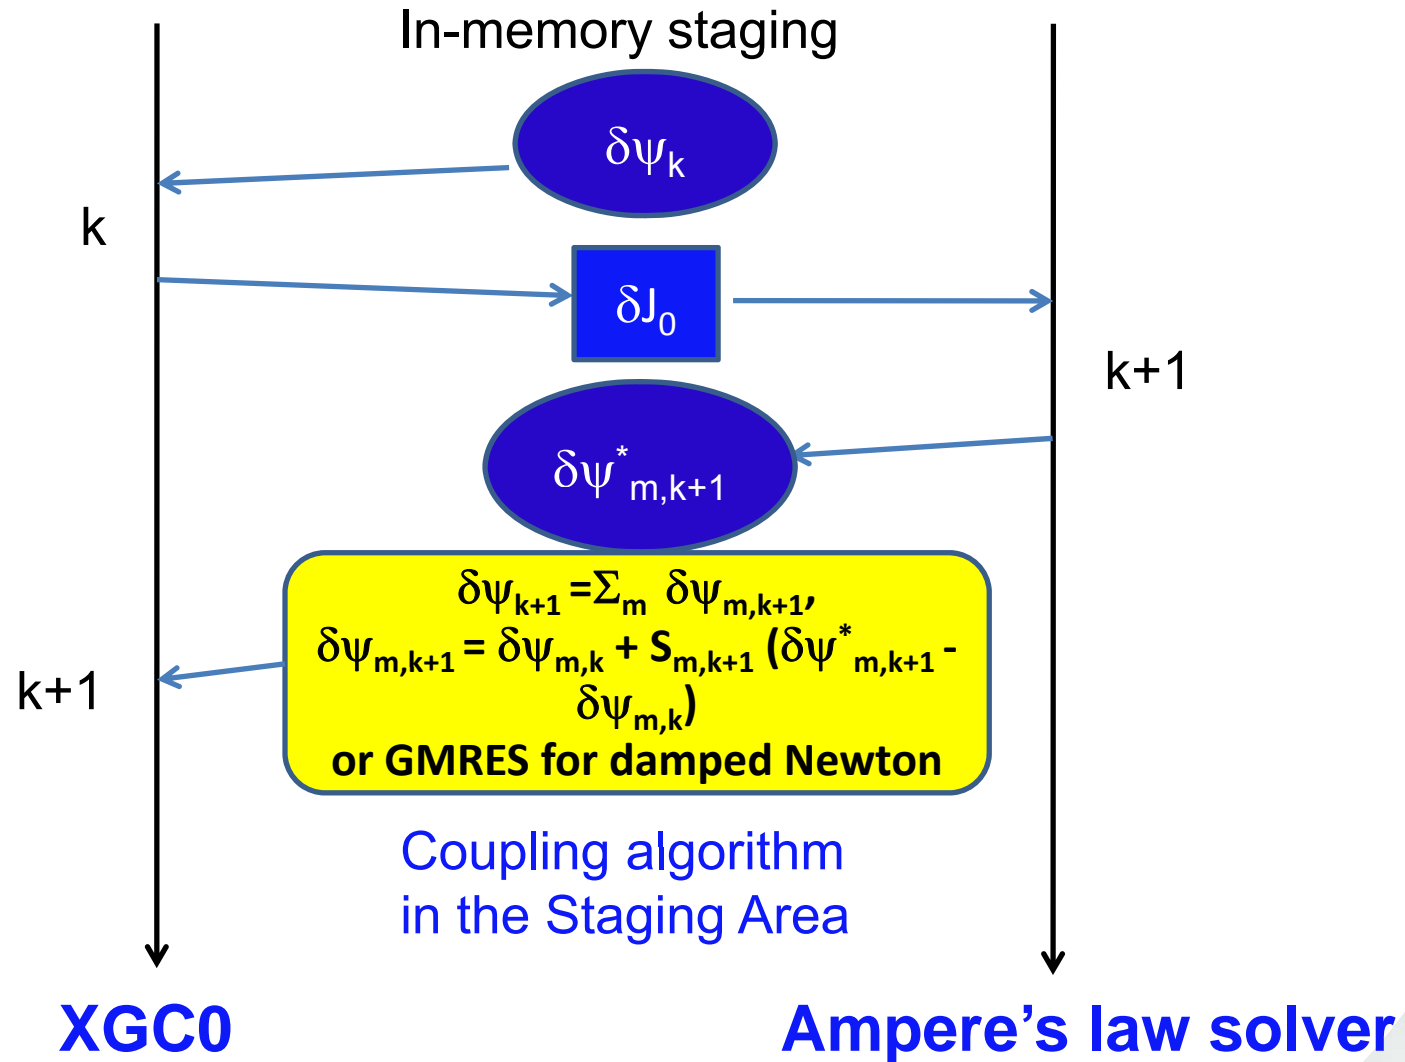 In-memory staging
δψk
k
δJ0
k+1
δψ*m,k+1
δψk+1 =Σm δψm,k+1,
δψm,k+1 = δψm,k + Sm,k+1 (δψ*m,k+1 -
δψm,k)
or GMRES for damped Newton
k+1
Coupling algorithm
in the Staging Area
XGC0
Ampere’s law solver